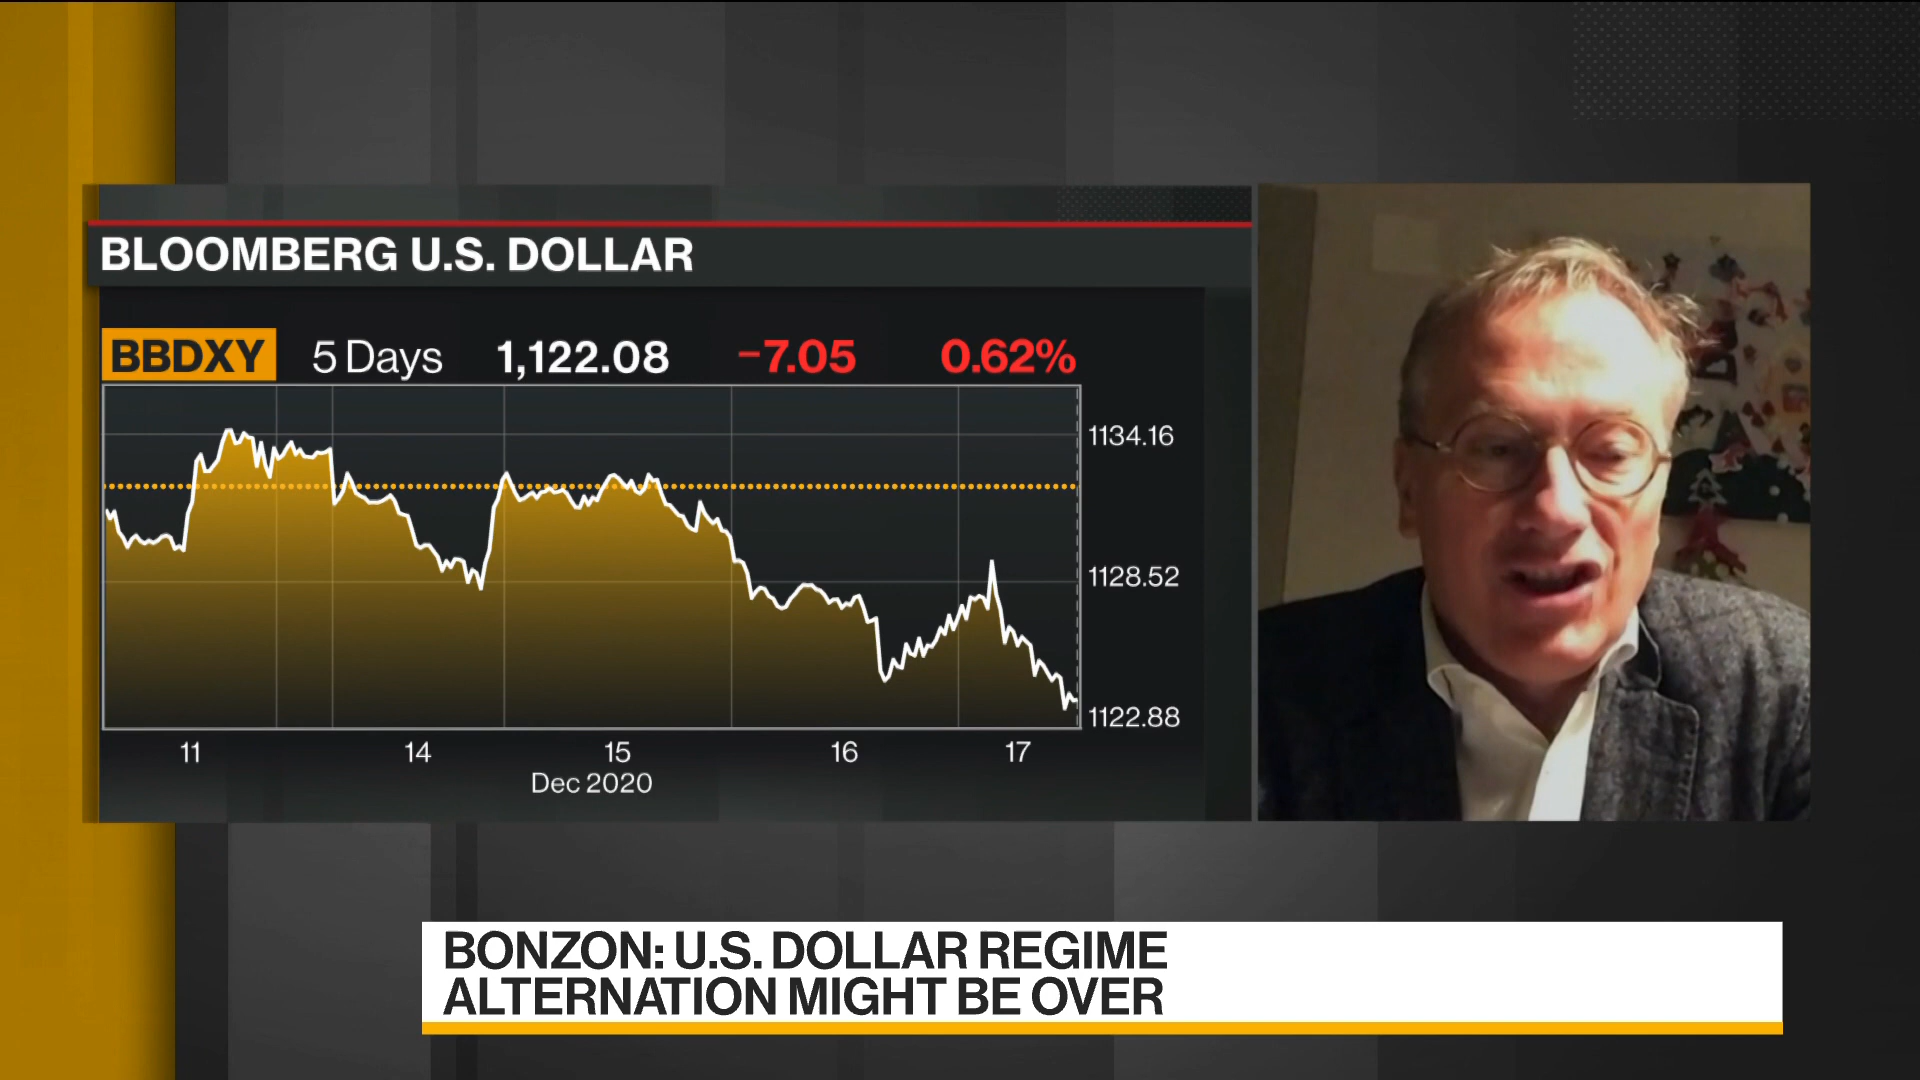 BLOOMBERG U.S. DOLLAR
BBDXY 5 Days 1,122.08 -7.05 0.62%
1134.16
1128.52
1122.88
11 14 15 16 17
Dec 2020
BONZON: U.S. DOLLAR REGIME
ALTERNATION MIGHT BE OVER